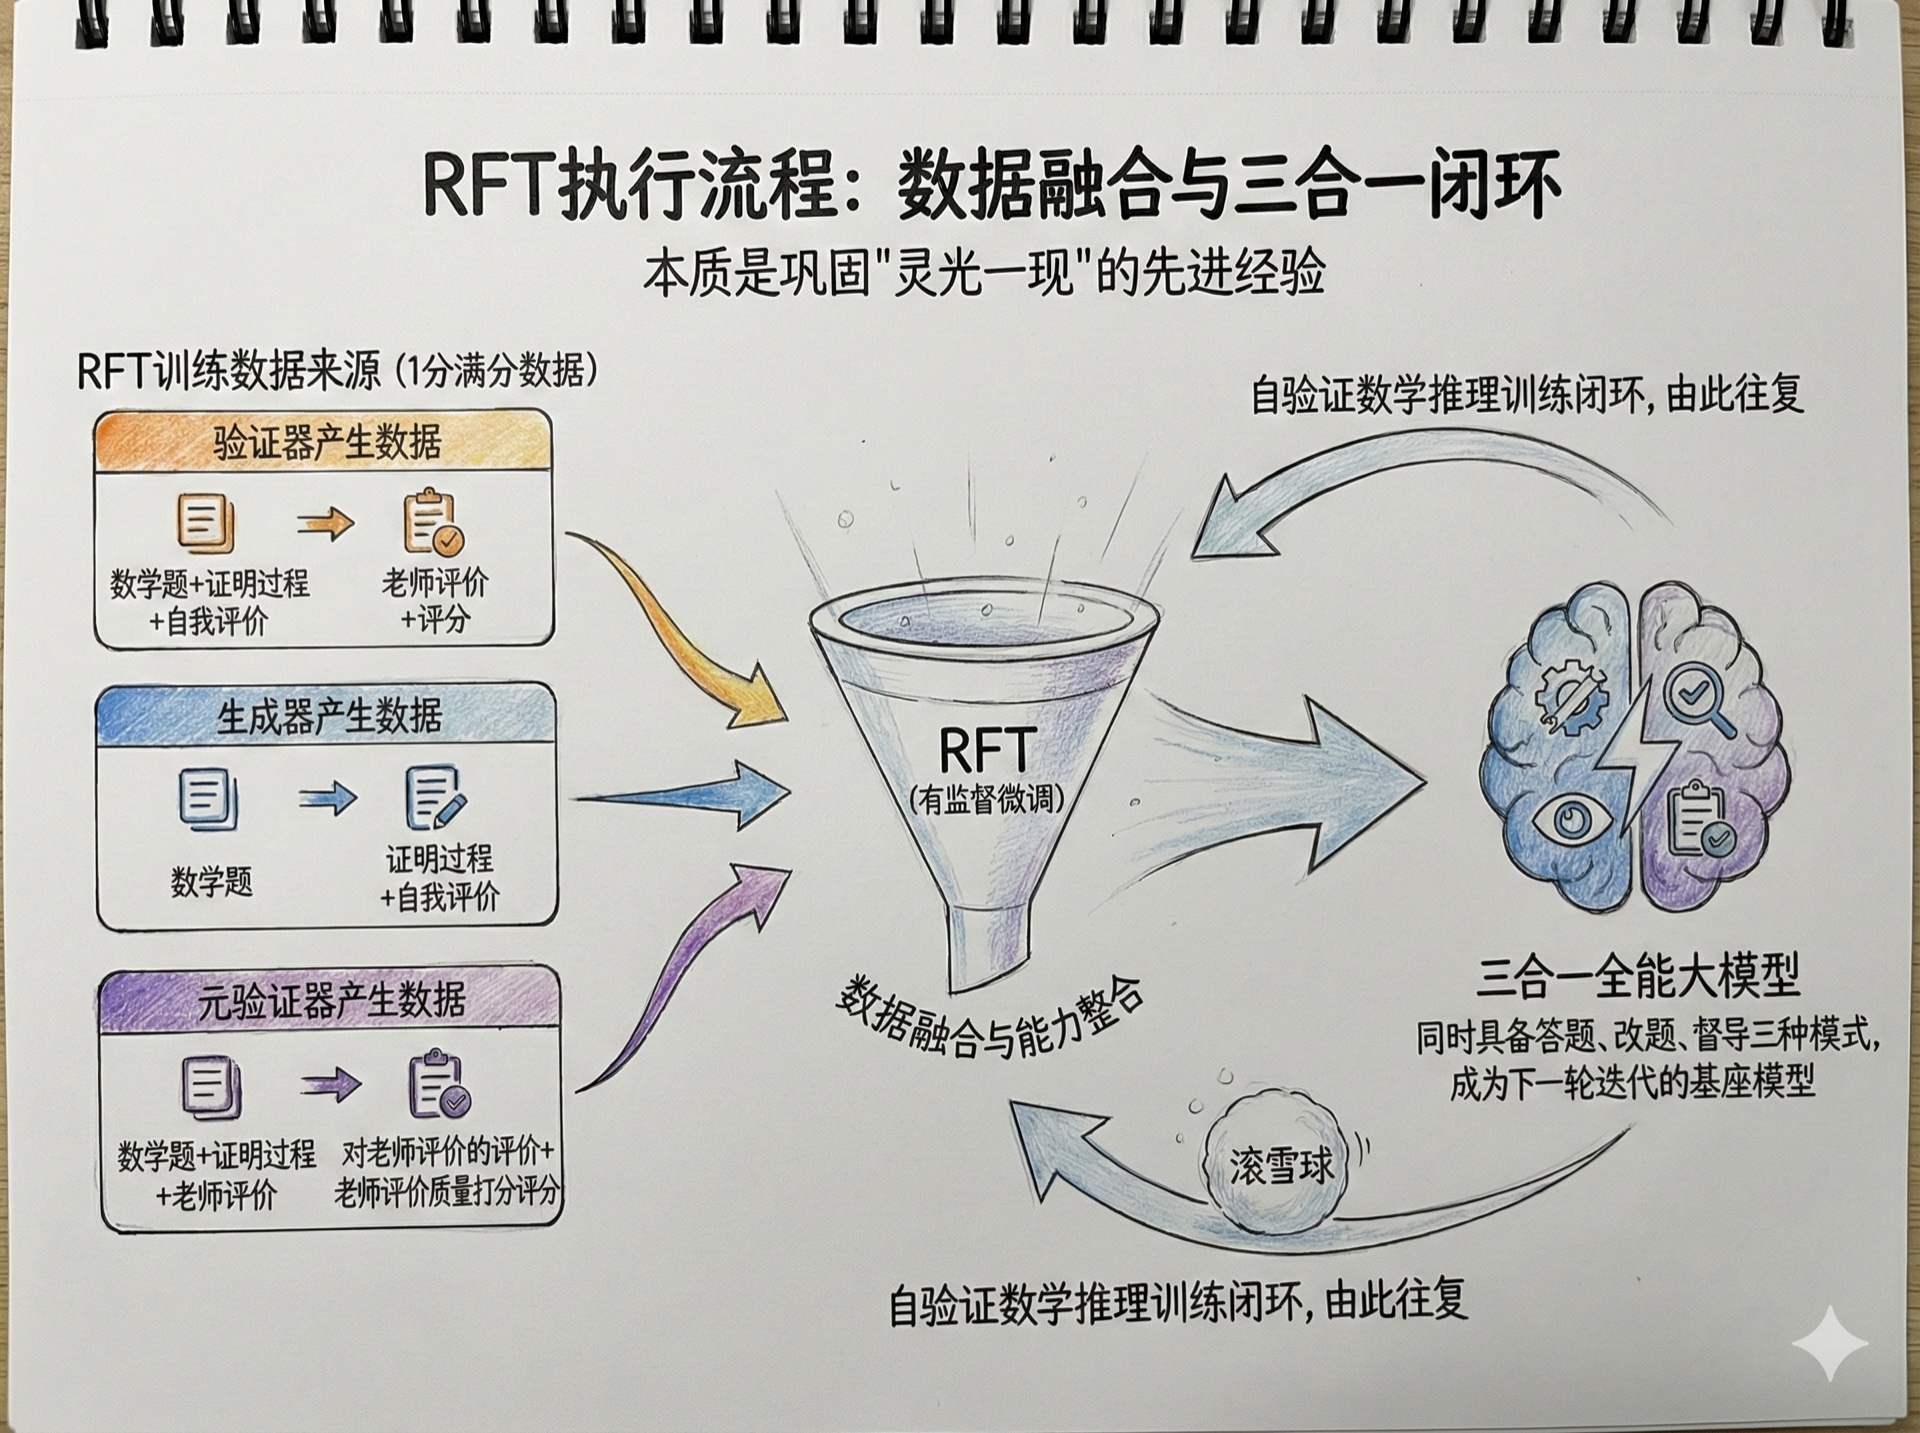 RFT执行流程：数据融合与三合一闭环
本质是巩固"灵光一现"的先进经验
RFT训练数据来源（1分满分数据）
验证器产生数据
数学题+证明过程
+自我评价
老师评价
+评分
生成器产生数据
数学题
证明过程
+自我评价
元验证器产生数据
数学题+证明过程
+老师评价
对老师评价的评价+
老师评价质量打分评分
RFT
(有监督微调)
数据融合与能力整合
自验证数学推理训练闭环，由此往复
三合一全能大模型
同时具备答题、改题、督导三种模式，
成为下一轮迭代的基座模型
滚雪球
自验证数学推理训练闭环，由此往复